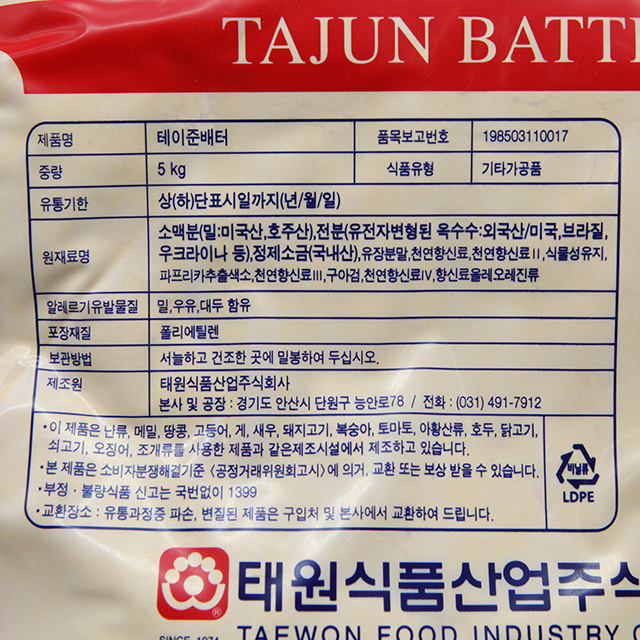 TAJUN BATT
제품명 테이준배터 품목보고번호 198503110017
중량 5 kg 식품유형 기타가공품
유통기한 상(하)단표시일까지(년/월/일)
원재료명 소맥분(밀:미국산,호주산),전분(유전자변형된 옥수수:외국산/미국,브라질,
우크라이나 등),정제소금(국내산),유장분말,천연향신료,천연향신료Ⅱ,식물성유지,
파프리카추출색소,천연향신료Ⅲ,구아검,천연향신료Ⅳ,향신료올레오레진류
알레르기유발물질 밀,우유,대두 함유
포장재질 폴리에틸렌
보관방법 서늘하고 건조한 곳에 밀봉하여 두십시오.
제조원 태원식품산업주식회사
본사 및 공장 : 경기도 안산시 단원구 능안로78 / 전화 : (031) 491-7912
•이 제품은 난류, 메밀, 땅콩, 고등어, 게, 새우, 돼지고기, 복숭아, 토마토, 아황산류, 호두, 닭고기,
쇠고기, 오징어, 조개류를 사용한 제품과 같은제조시설에서 제조하고 있습니다.
•본 제품은 소비자분쟁해결기준 <공정거래위원회고시>에 의거, 교환 또는 보상 받을 수 있습니다.
•부정 · 불량식품 신고는 국번없이 1399
•교환장소 : 유통과정중 파손, 변질된 제품은 구입처 및 본사에서 교환하여 드립니다.
비닐류
LDPE
태원식품산업주식
SINCE 1974
TAEWON FOOD INDUSTRY